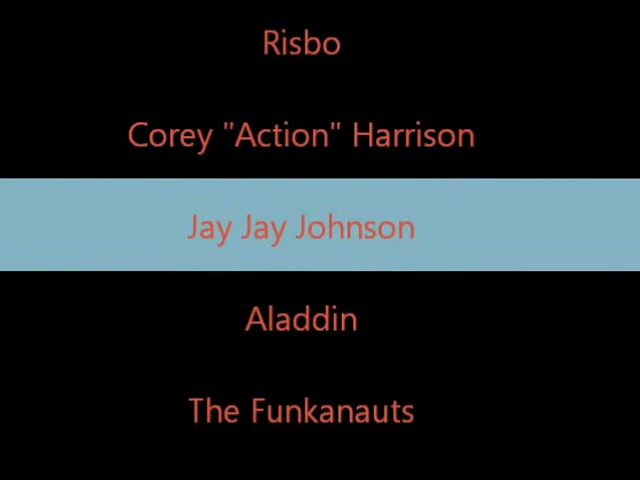 Risbo
Corey "Action" Harrison
Jay Jay Johnson
Aladdin
The Funkanauts